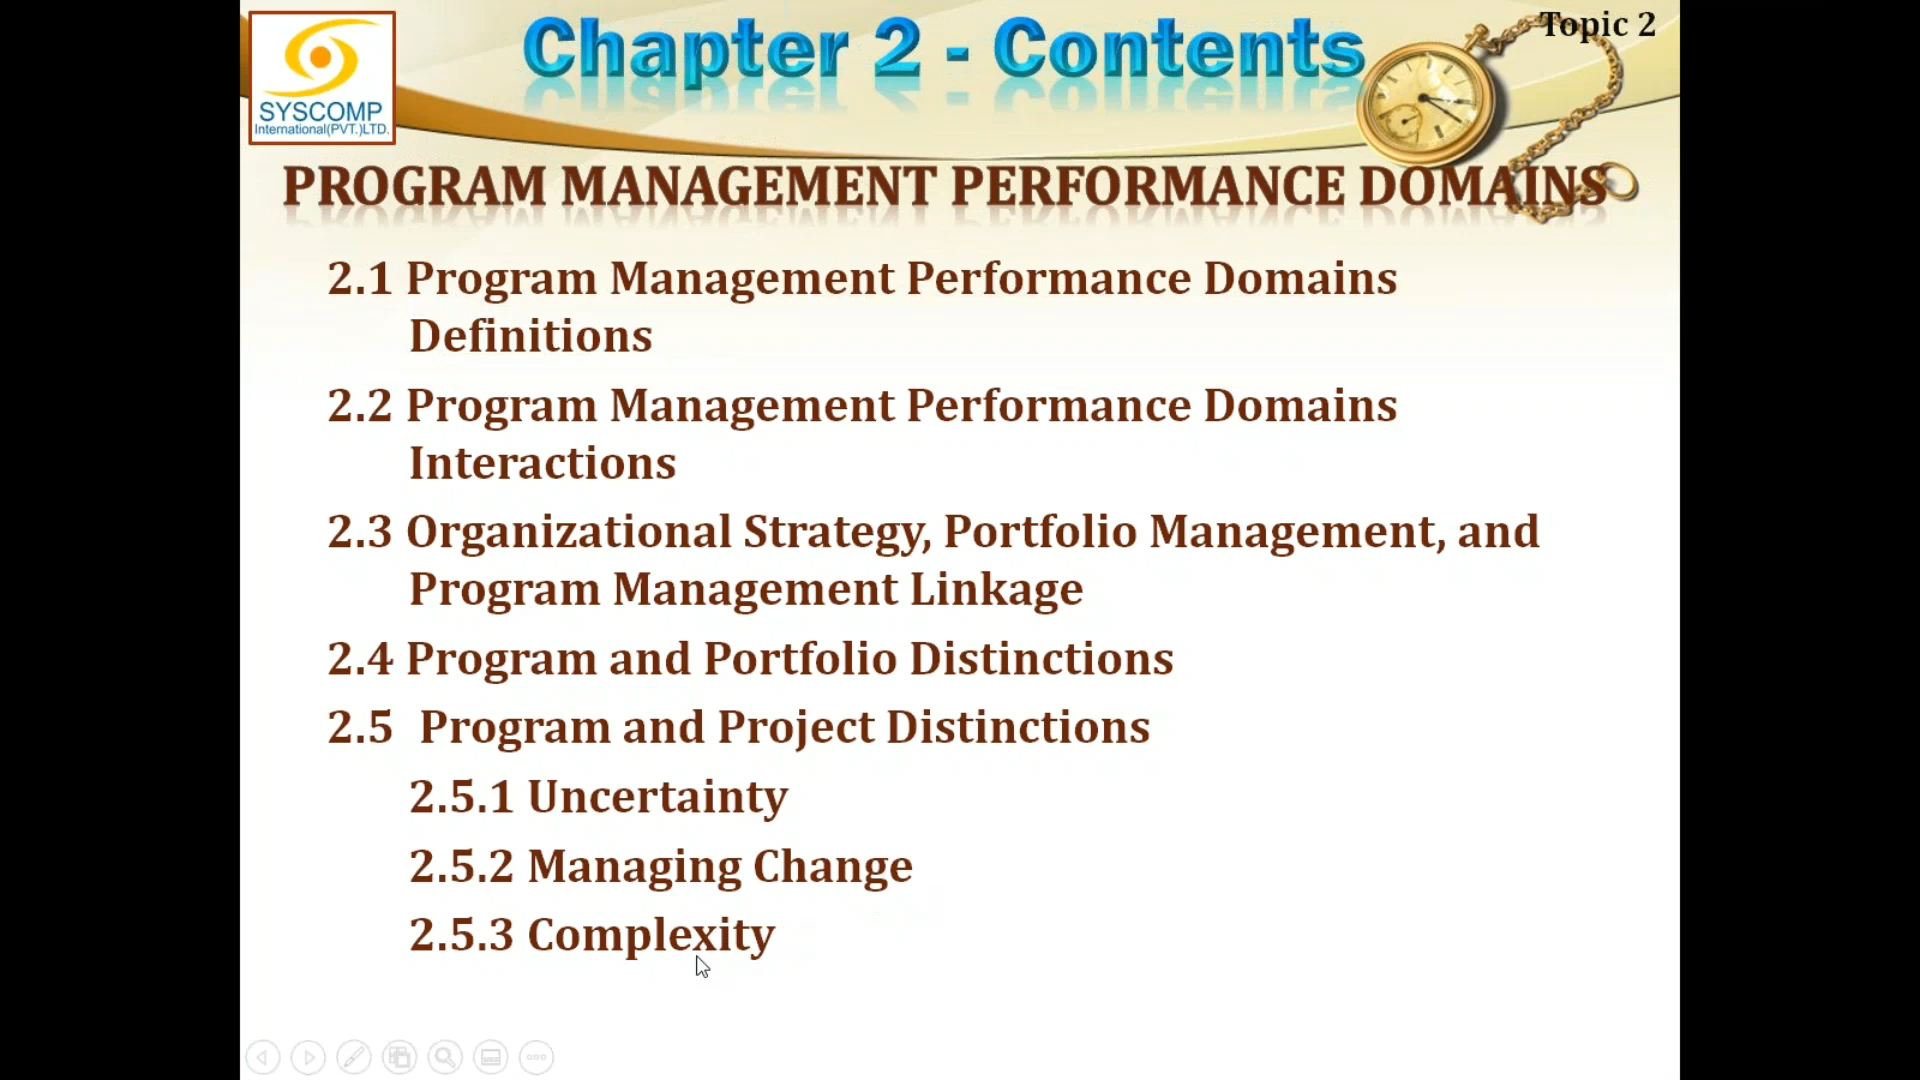 Topic 2
Chapter 2 - Contents
SYSCOMP
International(PVT.)LTD.
PROGRAM MANAGEMENT PERFORMANCE DOMAINS
2.1 Program Management Performance Domains
Definitions
2.2 Program Management Performance Domains
Interactions
2.3 Organizational Strategy, Portfolio Management, and
Program Management Linkage
2.4 Program and Portfolio Distinctions
2.5 Program and Project Distinctions
2.5.1 Uncertainty
2.5.2 Managing Change
2.5.3 Complexity